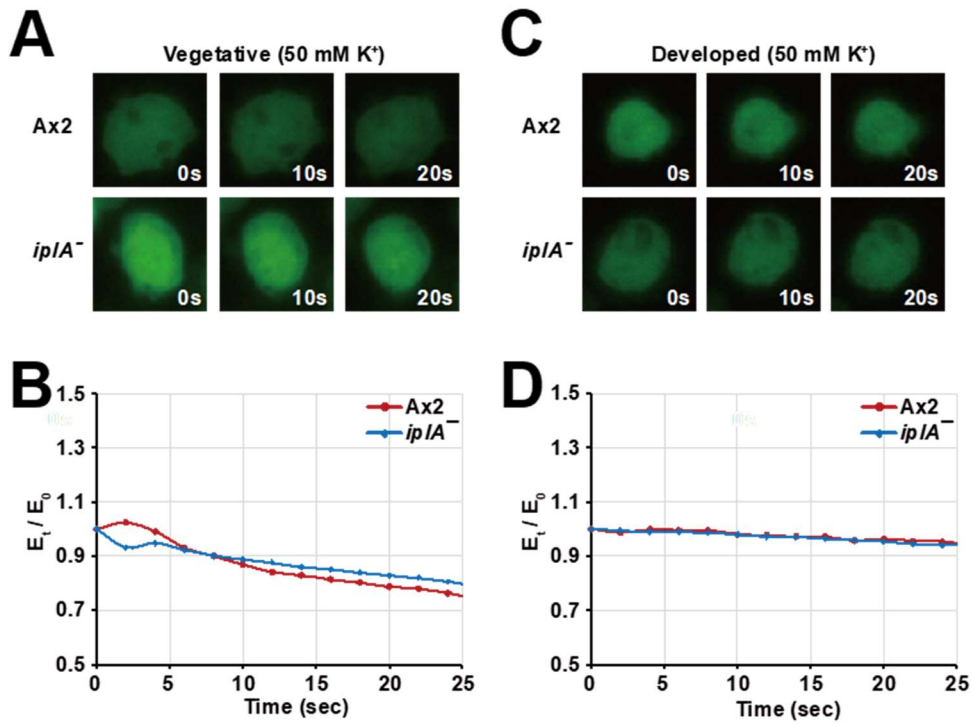 A
Vegetative (50 mM K⁺)
Ax2
0s
10s
20s
iplA⁻
0s
10s
20s
C
Developed (50 mM K⁺)
Ax2
0s
10s
20s
iplA⁻
0s
10s
20s
B
1.5
1.3
1.1
0.9
0.7
0.5
Eₜ / E₀
Ax2
iplA⁻
0
5
10
15
20
25
Time (sec)
D
1.5
1.3
1.1
0.9
0.7
0.5
Eₜ / E₀
Ax2
iplA⁻
0
5
10
15
20
25
Time (sec)